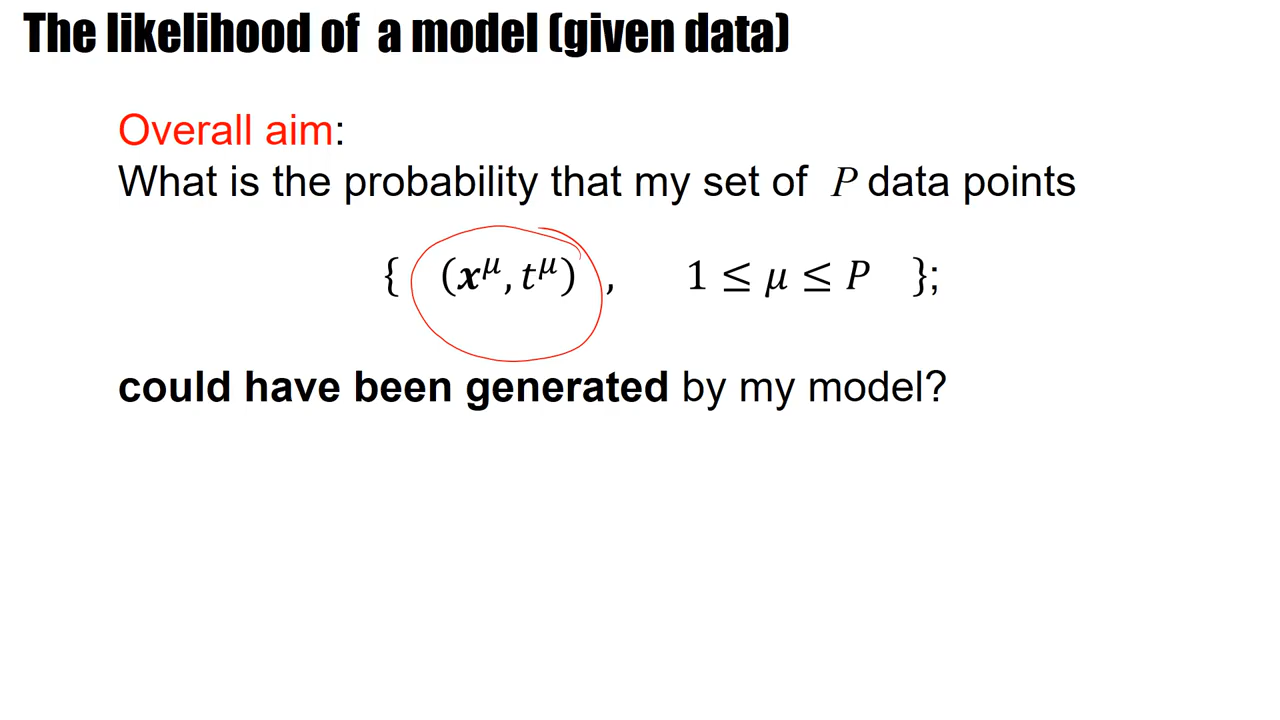 The likelihood of a model (given data)
Overall aim:
What is the probability that my set of P data points
{ (x^μ, t^μ) , 1 ≤ μ ≤ P };
could have been generated by my model?